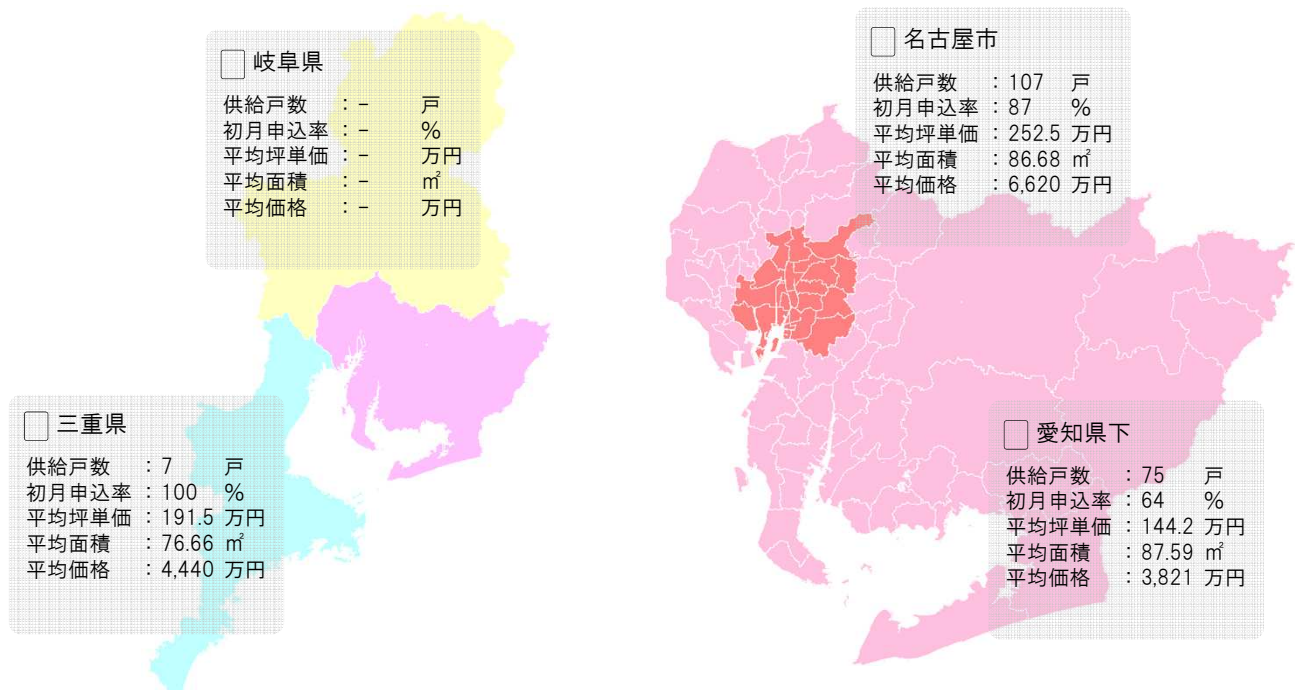 岐阜県
供給戸数 : - 戸
初月申込率 : - %
平均坪単価 : - 万円
平均面積 : - ㎡
平均価格 : - 万円
三重県
供給戸数 : 7 戸
初月申込率 : 100 %
平均坪単価 : 191.5 万円
平均面積 : 76.66 ㎡
平均価格 : 4,440 万円
名古屋市
供給戸数 : 107 戸
初月申込率 : 87 %
平均坪単価 : 252.5 万円
平均面積 : 86.68 ㎡
平均価格 : 6,620 万円
愛知県下
供給戸数 : 75 戸
初月申込率 : 64 %
平均坪単価 : 144.2 万円
平均面積 : 87.59 ㎡
平均価格 : 3,821 万円